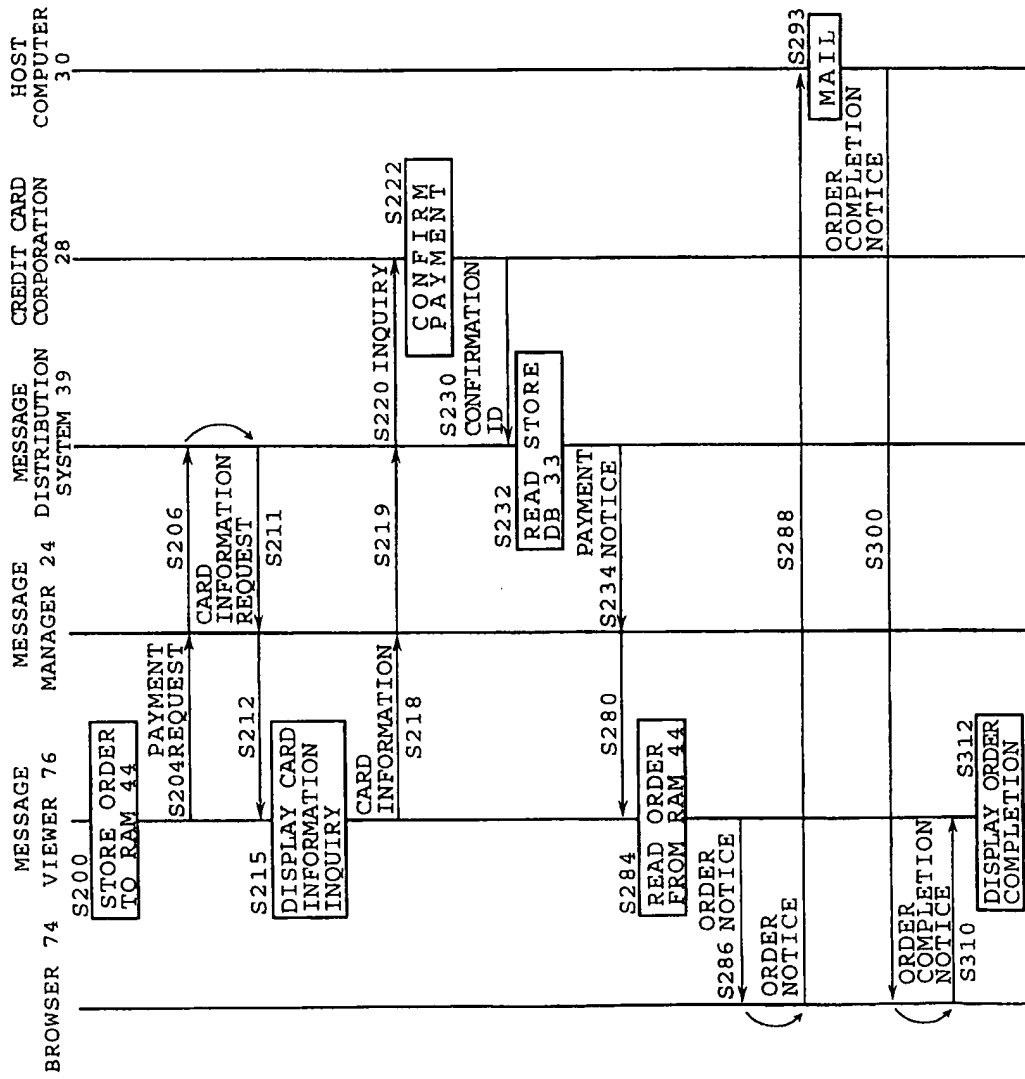 BROWSER 74
MESSAGE
VIEWER 76
MESSAGE
MANAGER 24
MESSAGE
DISTRIBUTION
SYSTEM 39
CREDIT CARD
CORPORATION
28
HOST
COMPUTER
30
S200
STORE ORDER
TO RAM 44
PAYMENT
S204REQUEST
S206
CARD
INFORMATION
REQUEST
S211
S212
S215
DISPLAY CARD
INFORMATION
INQUIRY
CARD
INFORMATION
S218
S219
S220 INQUIRY
S222
CONFIRM
PAYMENT
S230
CONFIRMATION
ID
S232
READ STORE
DB 33
PAYMENT
S234NOTICE
S280
S284
READ ORDER
FROM RAM 44
ORDER
S286 NOTICE
ORDER
NOTICE
S288
S293
MAIL
ORDER
COMPLETION
NOTICE
S300
ORDER
COMPLETION
NOTICE
S310
S312
DISPLAY ORDER
COMPLETION